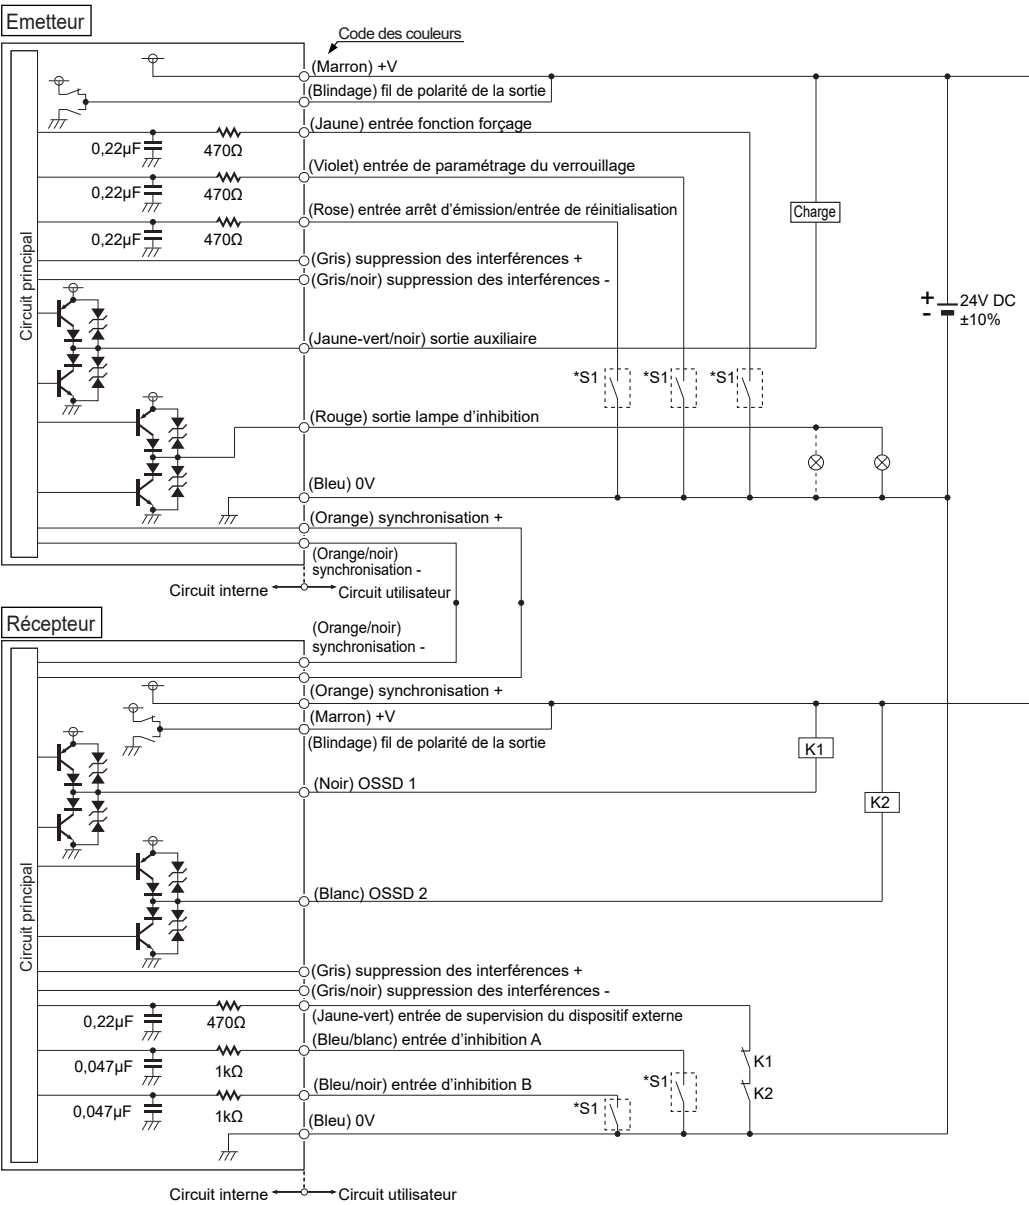 Emetteur
Code des couleurs
(Marron) +V
(Blindage) fil de polarité de la sortie
(Jaune) entrée fonction forçage
0,22µF
470Ω
(Violet) entrée de paramétrage du verrouillage
0,22µF
470Ω
(Rose) entrée arrêt d'émission/entrée de réinitialisation
Charge
0,22µF
470Ω
Circuit principal
(Gris) suppression des interférences +
(Gris/noir) suppression des interférences -
+
-
24V DC
±10%
(Jaune-vert/noir) sortie auxiliaire
*S1
*S1
*S1
(Rouge) sortie lampe d'inhibition
(Bleu) 0V
(Orange) synchronisation +
(Orange/noir)
synchronisation -
Circuit interne
Circuit utilisateur
Récepteur
(Orange/noir)
synchronisation -
(Orange) synchronisation +
(Marron) +V
(Blindage) fil de polarité de la sortie
K1
(Noir) OSSD 1
K2
Circuit principal
(Blanc) OSSD 2
(Gris) suppression des interférences +
(Gris/noir) suppression des interférences -
(Jaune-vert) entrée de supervision du dispositif externe
0,22µF
470Ω
(Bleu/blanc) entrée d'inhibition A
K1
0,047µF
1kΩ
*S1
(Bleu/noir) entrée d'inhibition B
K2
0,047µF
1kΩ
*S1
(Bleu) 0V
Circuit interne
Circuit utilisateur